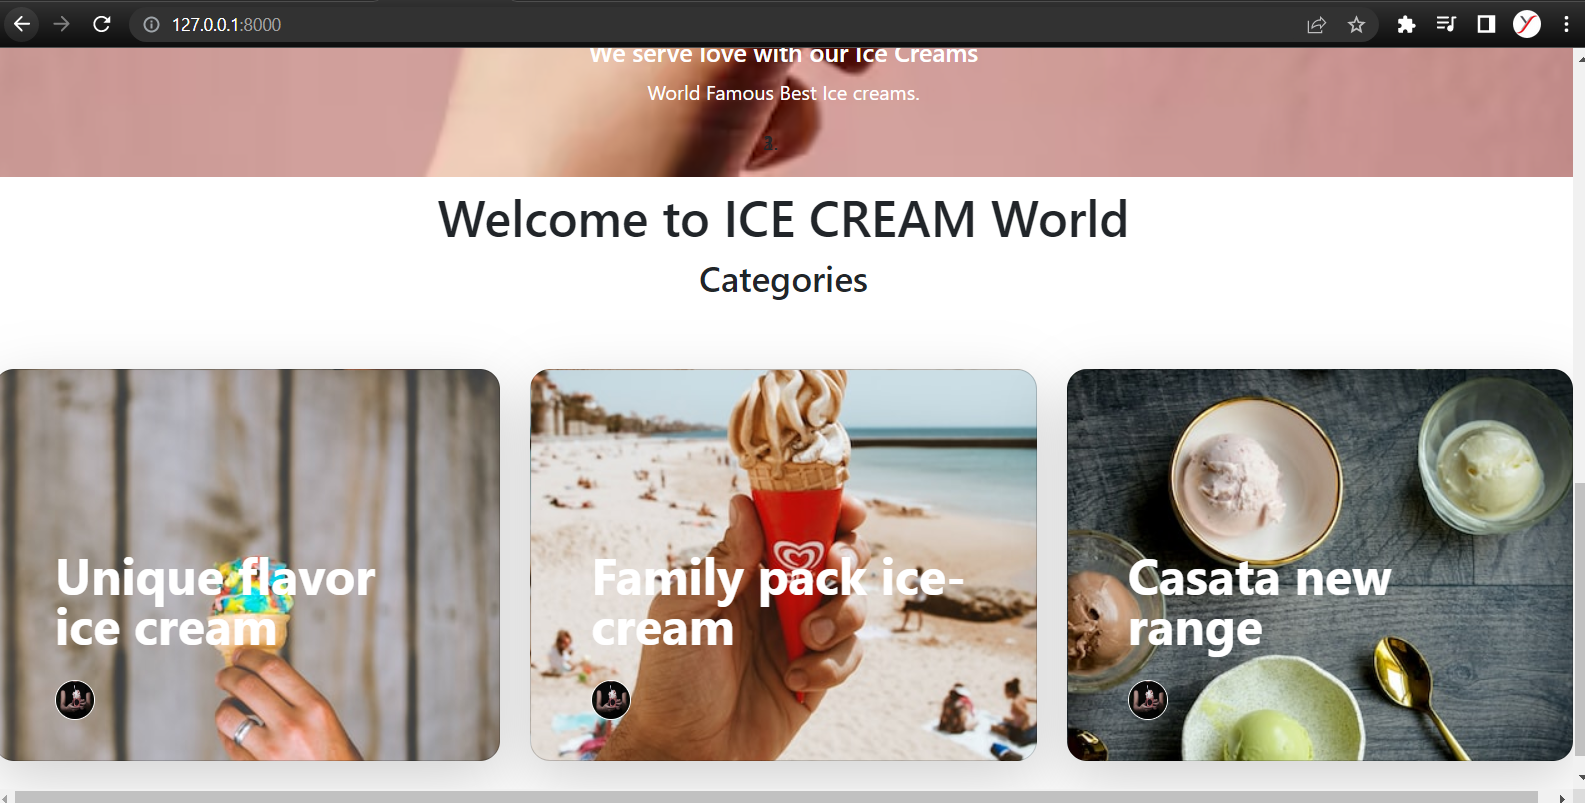 127.0.0.1:8000
We serve love with our Ice Creams
World Famous Best Ice creams.
Welcome to ICE CREAM World
Categories
Unique flavor
ice cream
Family pack ice-
cream
Casata new
range